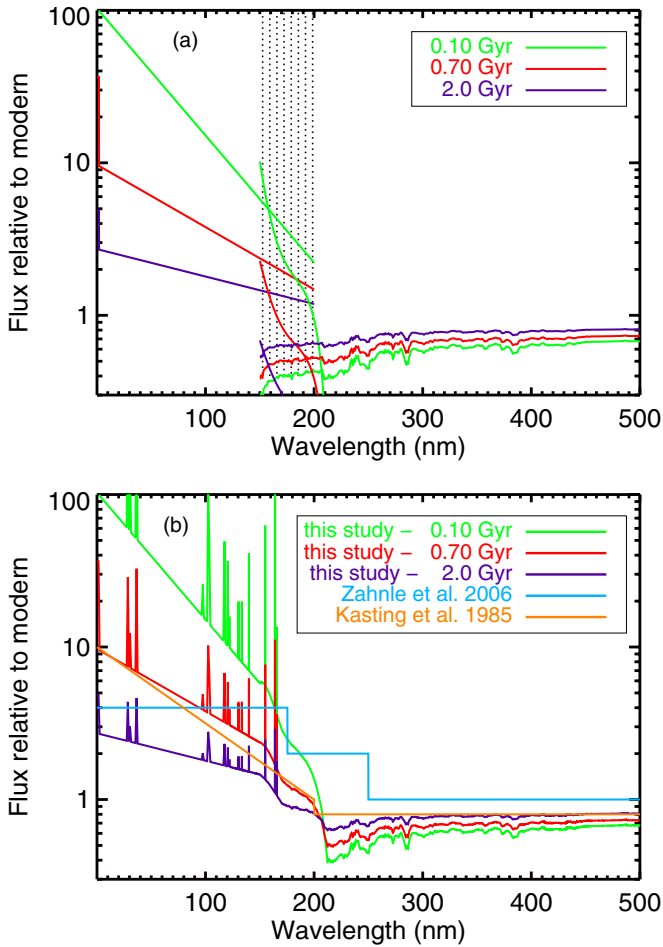 (a)
0.10 Gyr
0.70 Gyr
2.0 Gyr
100
10
1
Flux relative to modern
100 200 300 400 500
Wavelength (nm)
(b)
this study – 0.10 Gyr
this study – 0.70 Gyr
this study – 2.0 Gyr
Zahnle et al. 2006
Kasting et al. 1985
100
10
1
Flux relative to modern
100 200 300 400 500
Wavelength (nm)